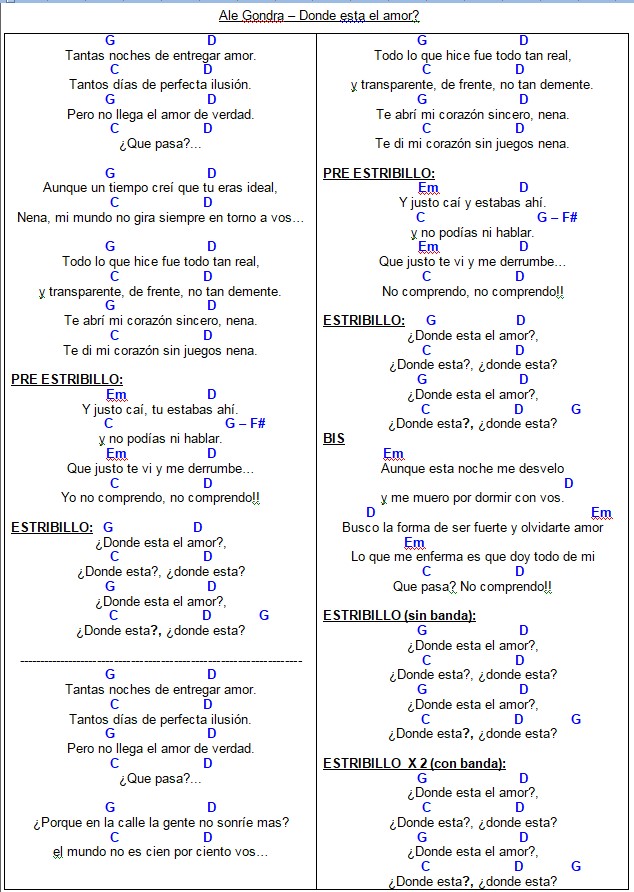 Ale Gondra – Donde esta el amor?
G D
Tantas noches de entregar amor.
C D
Tantos días de perfecta ilusión.
G D
Pero no llega el amor de verdad.
C D
¿Que pasa?...
G D
Aunque un tiempo creí que tu eras ideal,
C D
Nena, mi mundo no gira siempre en torno a vos…
G D
Todo lo que hice fue todo tan real,
C D
y transparente, de frente, no tan demente.
G D
Te abrí mi corazón sincero, nena.
C D
Te di mi corazón sin juegos nena.
PRE ESTRIBILLO:
Em D
Y justo caí, tu estabas ahí.
C G – F#
y no podías ni hablar.
Em D
Que justo te vi y me derrumbe…
C D
Yo no comprendo, no comprendo!!
ESTRIBILLO: G D
¿Donde esta el amor?,
C D
¿Donde esta?, ¿donde esta?
G D
¿Donde esta el amor?,
C D G
¿Donde esta?, ¿donde esta?
----------------------------------------------------------------------
G D
Tantas noches de entregar amor.
C D
Tantos días de perfecta ilusión.
G D
Pero no llega el amor de verdad.
C D
¿Que pasa?...
G D
¿Porque en la calle la gente no sonríe mas?
C D
el mundo no es cien por ciento vos…
G D
Todo lo que hice fue todo tan real,
C D
y transparente, de frente, no tan demente.
G D
Te abrí mi corazón sincero, nena.
C D
Te di mi corazón sin juegos nena.
PRE ESTRIBILLO:
Em D
Y justo caí y estabas ahí.
C G – F#
y no podías ni hablar.
Em D
Que justo te vi y me derrumbe…
C D
No comprendo, no comprendo!!
ESTRIBILLO: G D
¿Donde esta el amor?,
C D
¿Donde esta?, ¿donde esta?
G D
¿Donde esta el amor?,
C D G
¿Donde esta?, ¿donde esta?
BIS
Em
Aunque esta noche me desvelo
D
y me muero por dormir con vos.
D Em
Busco la forma de ser fuerte y olvidarte amor
Em
Lo que me enferma es que doy todo de mi
C D
Que pasa? No comprendo!!
ESTRIBILLO (sin banda):
G D
¿Donde esta el amor?,
C D
¿Donde esta?, ¿donde esta?
G D
¿Donde esta el amor?,
C D G
¿Donde esta?, ¿donde esta?
ESTRIBILLO X 2 (con banda):
G D
¿Donde esta el amor?,
C D
¿Donde esta?, ¿donde esta?
G D
¿Donde esta el amor?,
C D G
¿Donde esta?, ¿donde esta?